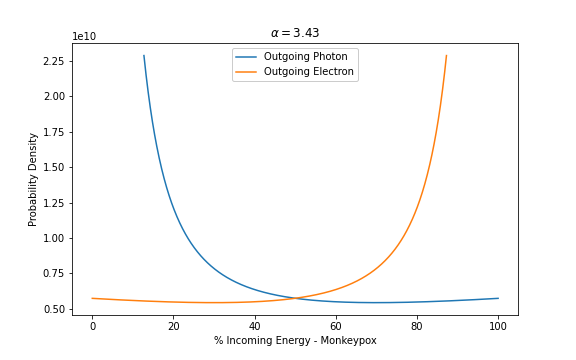 α = 3.43
1e10
Outgoing Photon
Outgoing Electron
Probability Density
2.25
2.00
1.75
1.50
1.25
1.00
0.75
0.50
0 20 40 60 80 100
% Incoming Energy - Monkeypox